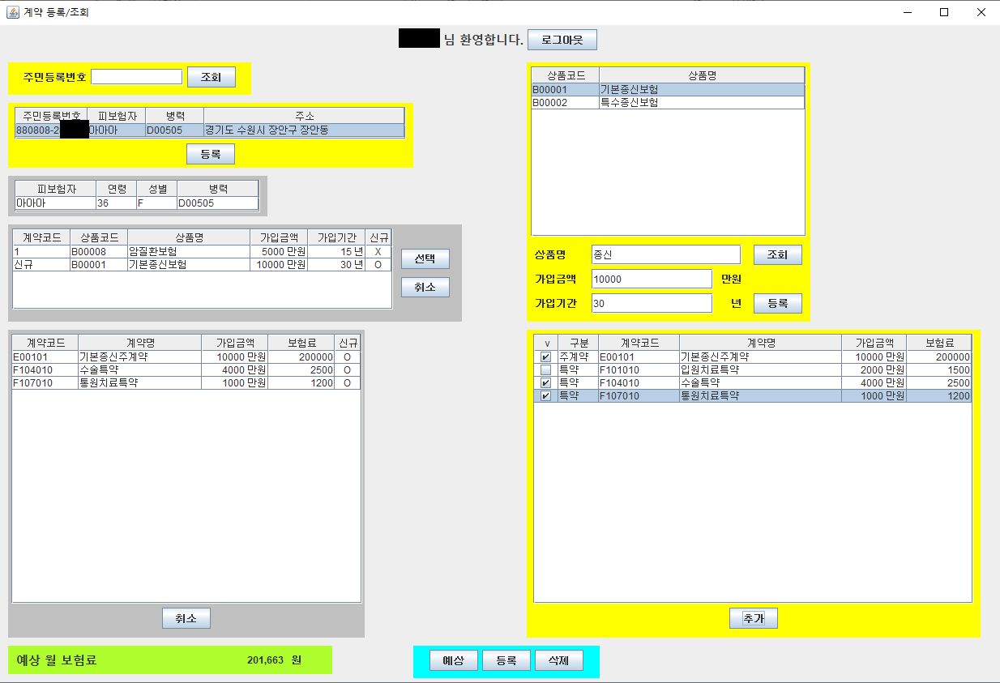 계약 등록/조회
님 환영합니다. 로그아웃
주민등록번호 조회
주민등록번호 피보험자 병력 주소
880808-2 아아아 D00505 경기도 수원시 장안구 장안동
등록
피보험자 연령 성별 병력
아아아 36 F D00505
계약코드 상품코드 상품명 가입금액 가입기간 신규
1 B00008 암질환보험 5000 만원 15 년 X
신규 B00001 기본종신보험 10000 만원 30 년 O
선택
취소
계약코드 계약명 가입금액 보험료 신규
E00101 기본종신주계약 10000 만원 200000 O
F104010 수술특약 4000 만원 2500 O
F107010 통원치료특약 1000 만원 1200 O
취소
예상 월 보험료 201,663 원
상품코드 상품명
B00001 기본종신보험
B00002 특수종신보험
상품명 종신 조회
가입금액 10000 만원
가입기간 30 년 등록
v 구분 계약코드 계약명 가입금액 보험료
주계약 E00101 기본종신주계약 10000 만원 200000
특약 F101010 입원치료특약 2000 만원 1500
특약 F104010 수술특약 4000 만원 2500
특약 F107010 통원치료특약 1000 만원 1200
추가
예상 등록 삭제